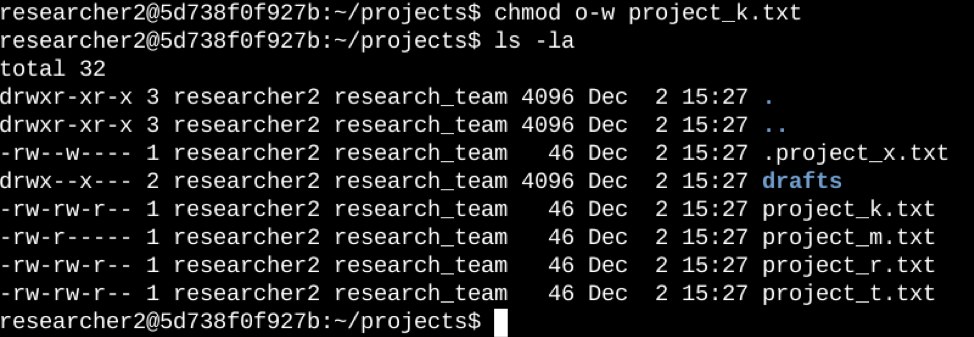 researcher2@5d738f0f927b:~/projects$ chmod o-w project_k.txt
researcher2@5d738f0f927b:~/projects$ ls -la
total 32
drwxr-xr-x 3 researcher2 research_team 4096 Dec  2 15:27 .
drwxr-xr-x 3 researcher2 research_team 4096 Dec  2 15:27 ..
-rw--w---- 1 researcher2 research_team   46 Dec  2 15:27 .project_x.txt
drwx--x--- 2 researcher2 research_team 4096 Dec  2 15:27 drafts
-rw-rw-r-- 1 researcher2 research_team   46 Dec  2 15:27 project_k.txt
-rw-r----- 1 researcher2 research_team   46 Dec  2 15:27 project_m.txt
-rw-rw-r-- 1 researcher2 research_team   46 Dec  2 15:27 project_r.txt
-rw-rw-r-- 1 researcher2 research_team   46 Dec  2 15:27 project_t.txt
researcher2@5d738f0f927b:~/projects$